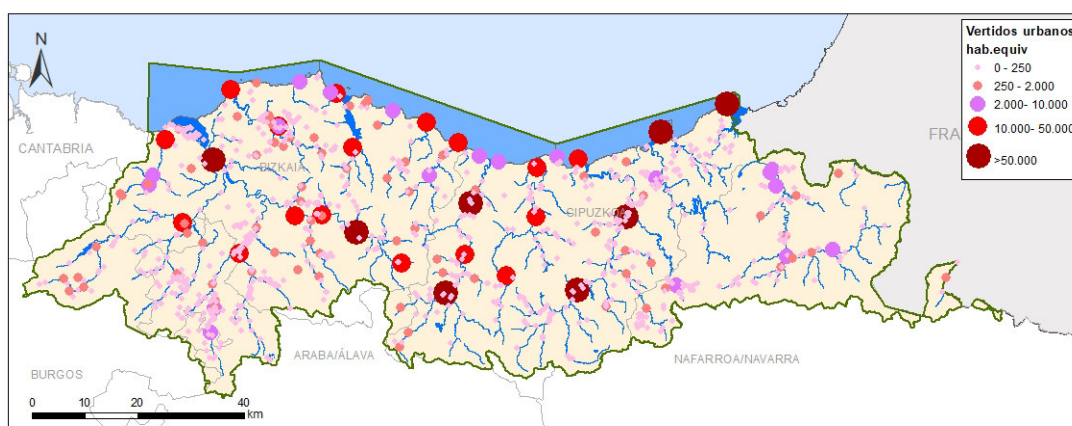 N
Vertidos urbanos
hab.equiv
0 - 250
250 - 2.000
2.000- 10.000
10.000- 50.000
>50.000
CANTABRIA
FRA
BIZKAIA
GIPUZKOA
ARABA/ÁLAVA
NAFARROA/NAVARRA
BURGOS
0 10 20 40
km